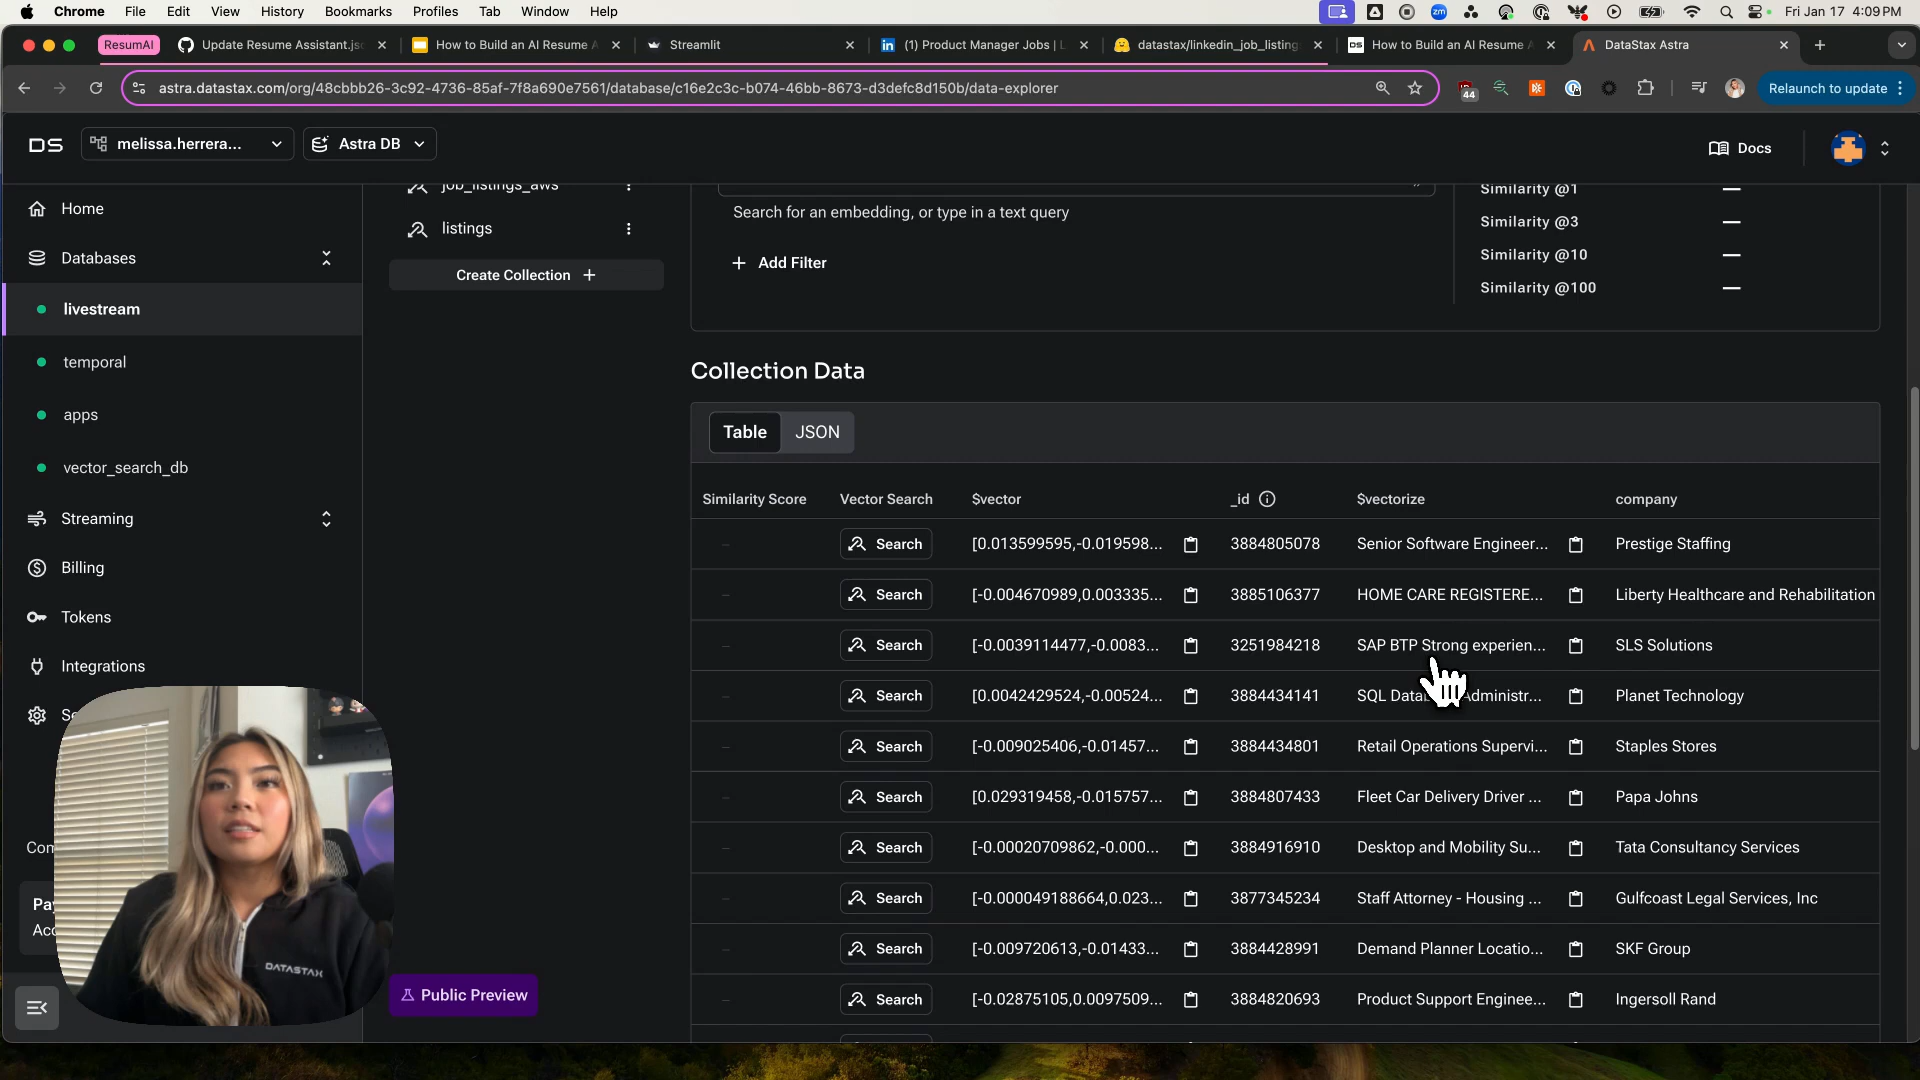 Chrome File Edit View History Bookmarks Profiles Tab Window Help
zm
Fri Jan 17 4:09 PM
ResumAI
Update Resume Assistant.js
How to Build an AI Resume A
Streamlit
(1) Product Manager Jobs | L
datastax/linkedin_job_listing
How to Build an AI Resume A
DataStax Astra
astra.datastax.com/org/48cbbb26-3c92-4736-85af-7f8a690e7561/database/c16e2c3c-b074-46bb-8673-d3defc8d150b/data-explorer
44
Relaunch to update
DS
melissa.herrera...
Astra DB
Docs
Home
Databases
livestream
temporal
apps
vector_search_db
Streaming
Billing
Tokens
Integrations
Se
Com
Pay
Acc
job_listings_aws
listings
Create Collection +
Search for an embedding, or type in a text query
+ Add Filter
Similarity @1 —
Similarity @3 —
Similarity @10 —
Similarity @100 —
Collection Data
Table JSON
Similarity Score Vector Search $vector _id $vectorize company
– Search [0.013599595,-0.019598... 3884805078 Senior Software Engineer... Prestige Staffing
– Search [-0.004670989,0.003335... 3885106377 HOME CARE REGISTERE... Liberty Healthcare and Rehabilitation
– Search [-0.0039114477,-0.0083... 3251984218 SAP BTP Strong experien... SLS Solutions
– Search [0.0042429524,-0.00524... 3884434141 SQL Data Administr... Planet Technology
– Search [-0.009025406,-0.01457... 3884434801 Retail Operations Supervi... Staples Stores
– Search [0.029319458,-0.015757... 3884807433 Fleet Car Delivery Driver ... Papa Johns
– Search [-0.00020709862,-0.000... 3884916910 Desktop and Mobility Su... Tata Consultancy Services
– Search [-0.000049188664,0.023... 3877345234 Staff Attorney - Housing ... Gulfcoast Legal Services, Inc
– Search [-0.009720613,-0.01433... 3884428991 Demand Planner Locatio... SKF Group
– Search [-0.02875105,0.0097509... 3884820693 Product Support Enginee... Ingersoll Rand
Public Preview
DATASTAX